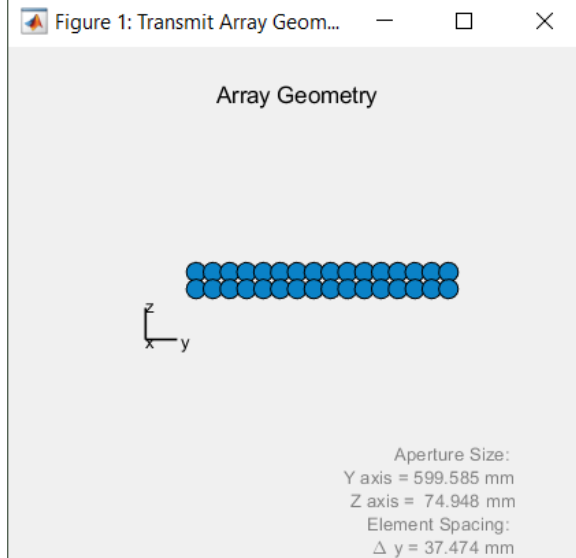 Figure 1: Transmit Array Geom...
Array Geometry
z
x
y
Aperture Size:
Y axis = 599.585 mm
Z axis = 74.948 mm
Element Spacing:
Δ y = 37.474 mm